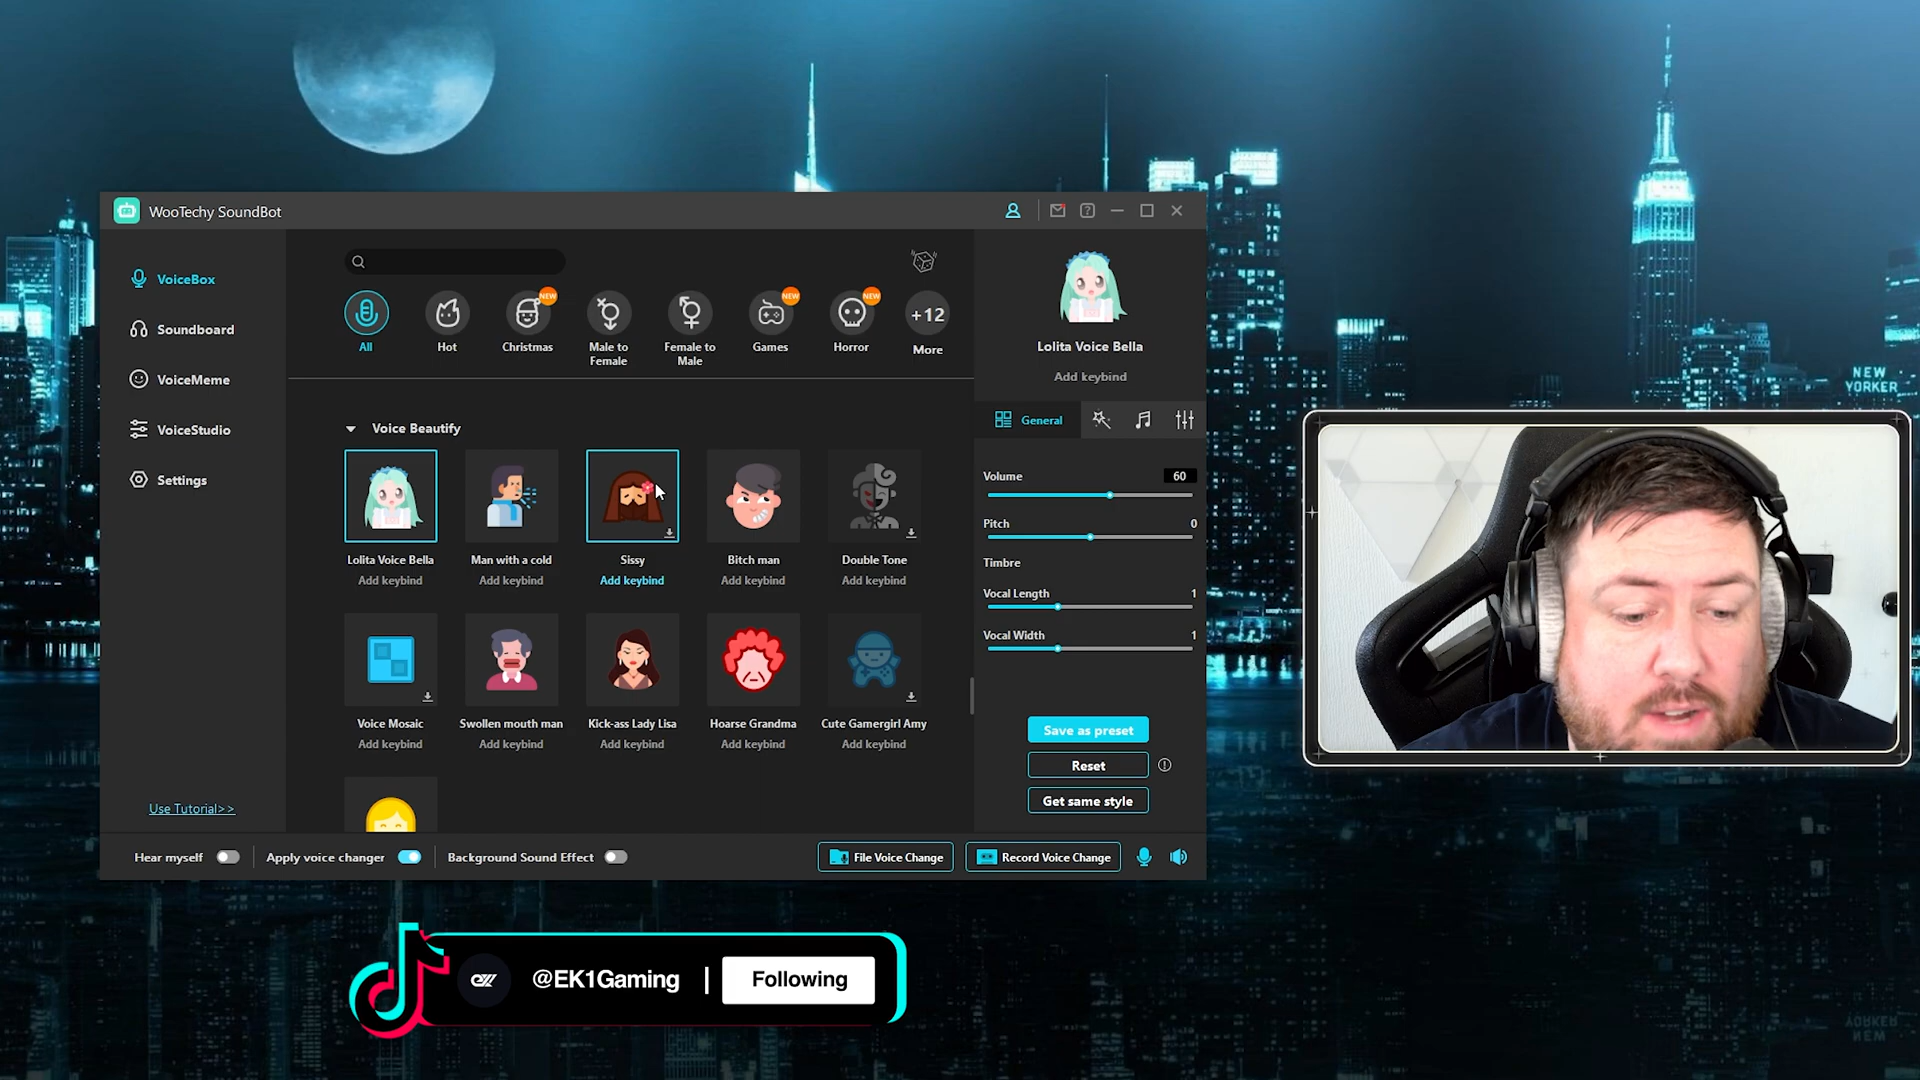 WooTechy SoundBot
VoiceBox
Soundboard
VoiceMeme
VoiceStudio
Settings
Use Tutorial>>
All
Hot
NEW
Christmas
Male to
Female
Female to
Male
NEW
Games
NEW
Horror
+12
More
Voice Beautify
Lolita Voice Bella
Add keybind
Man with a cold
Add keybind
Sissy
Add keybind
Bitch man
Add keybind
Double Tone
Add keybind
Voice Mosaic
Add keybind
Swollen mouth man
Add keybind
Kick-ass Lady Lisa
Add keybind
Hoarse Grandma
Add keybind
Cute Gamergirl Amy
Add keybind
Lolita Voice Bella
Add keybind
General
Volume 60
Pitch 0
Timbre
Vocal Length 1
Vocal Width 1
Save as preset
Reset
Get same style
Hear myself
Apply voice changer
Background Sound Effect
File Voice Change
Record Voice Change
NEW
YORKER
@EK1Gaming | Following